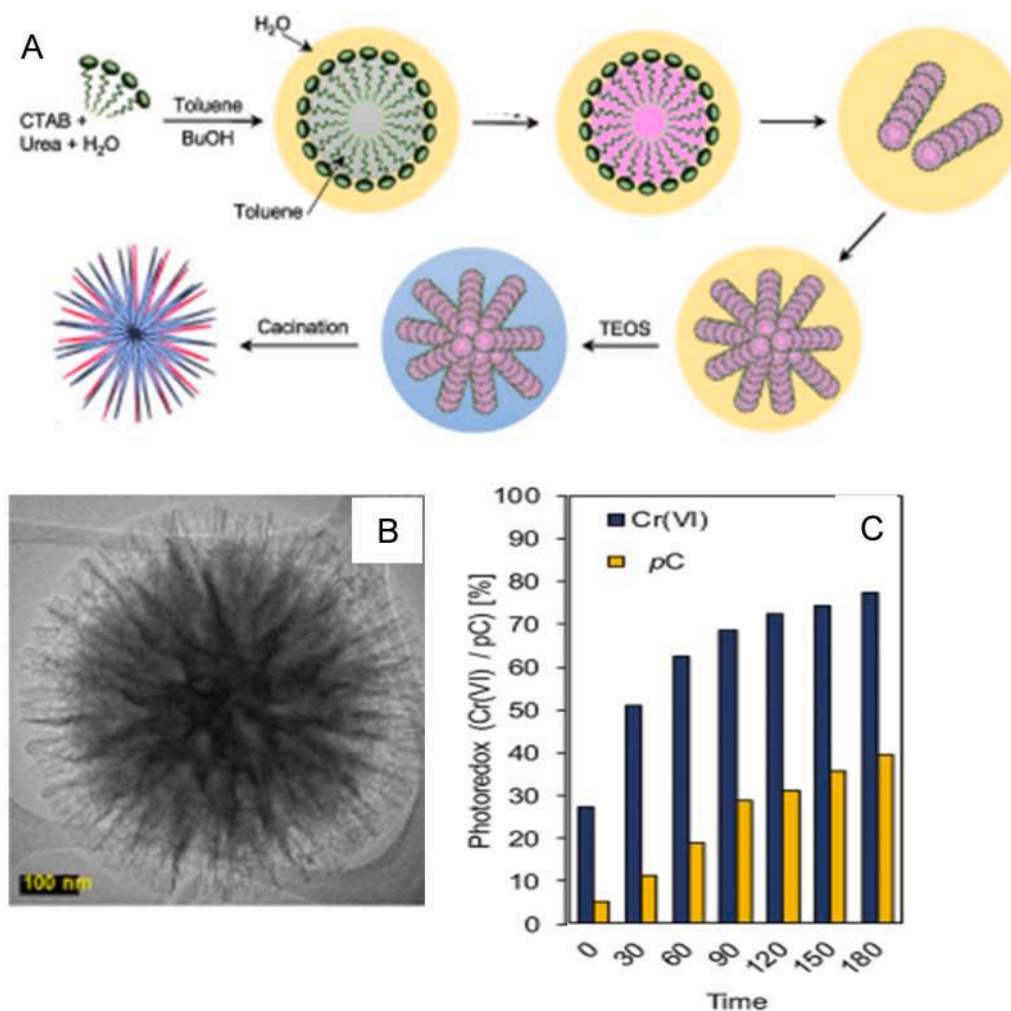 A
H₂O
CTAB +
Urea + H₂O
Toluene
BuOH
Toluene
Cacination
TEOS
B
100 nm
C
Cr(VI)
pC
Photoredox (Cr(VI) / pC) [%]
100
90
80
70
60
50
40
30
20
10
0
0
30
60
90
120
150
180
Time